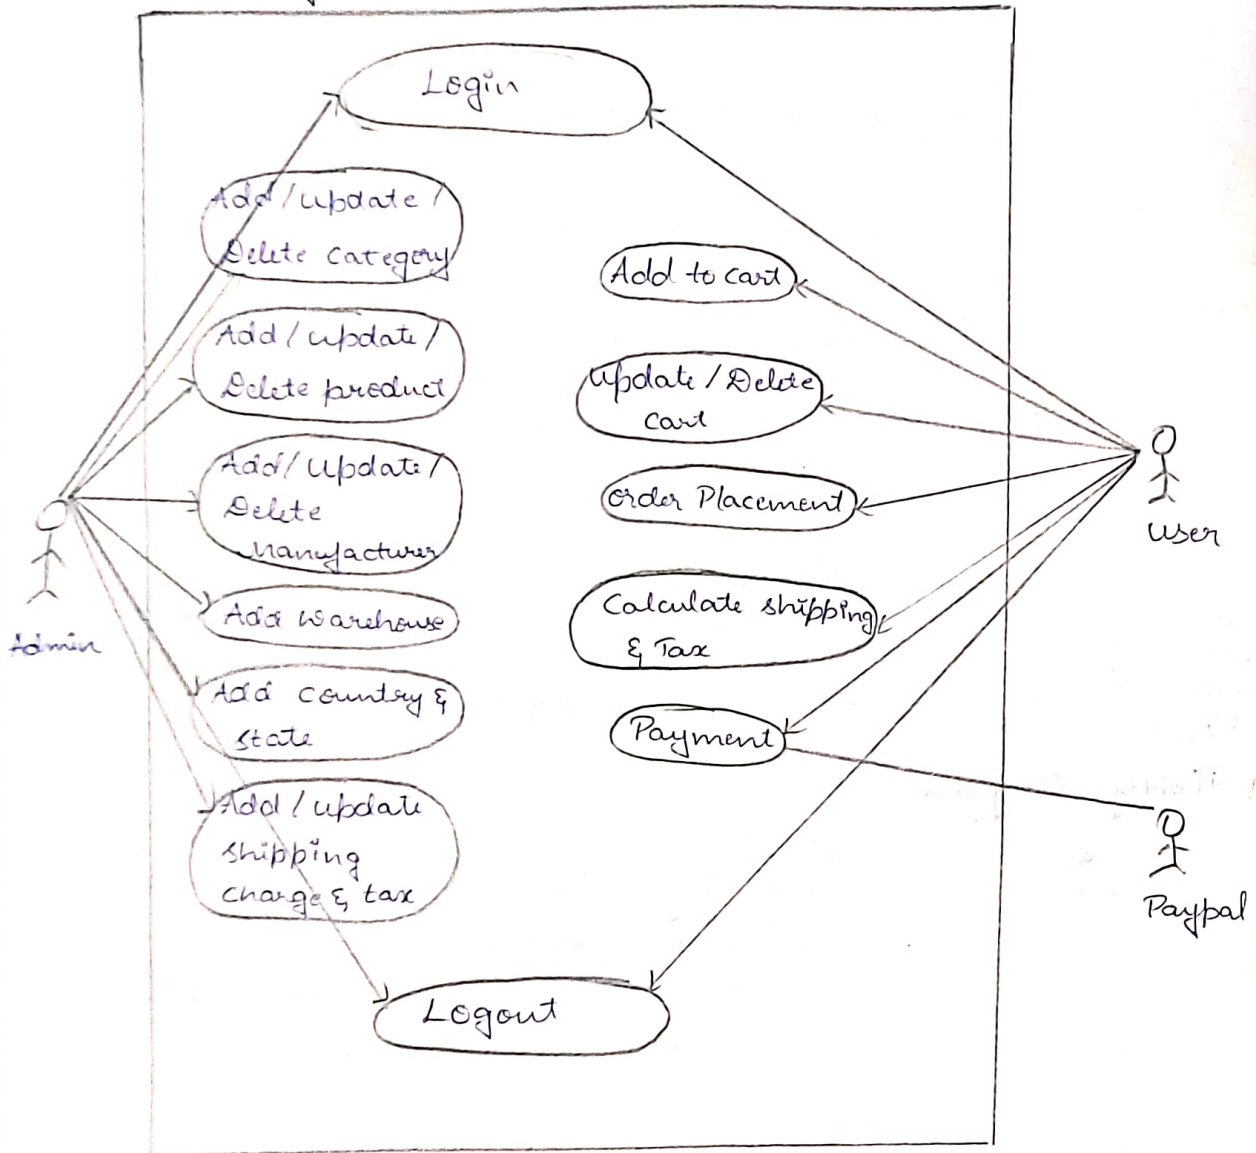 Login
Add/update/
Delete category
Add/update/
Delete product
Add/update/
Delete
Manufacturer
Add warehouse
Add country &
state
Add/update
shipping
charge & tax
Logout
Add to cart
update/Delete
cart
order Placement
Calculate shipping
& Tax
Payment
Admin
user
Paypal